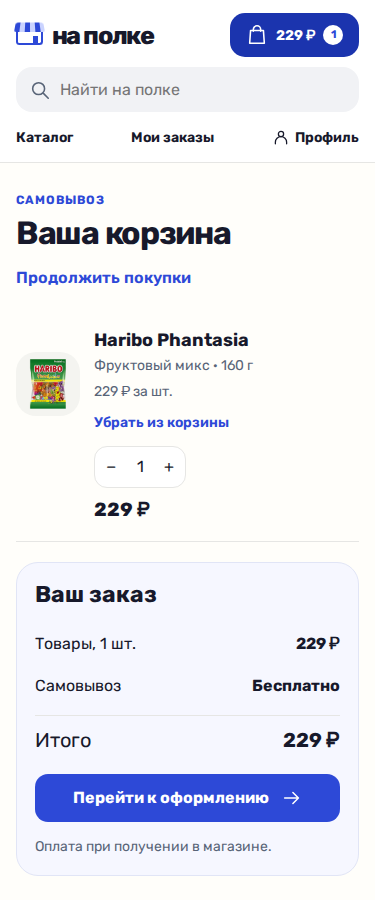 на полке
229 ₽ 1
Найти на полке
Каталог
Мои заказы
Профиль
САМОВЫВОЗ
Ваша корзина
Продолжить покупки
Haribo Phantasia
HARIBO
Фруктовый микс • 160 г
229 ₽ за шт.
Убрать из корзины
− 1 +
229 ₽
Ваш заказ
Товары, 1 шт. 229 ₽
Самовывоз Бесплатно
Итого 229 ₽
Перейти к оформлению →
Оплата при получении в магазине.